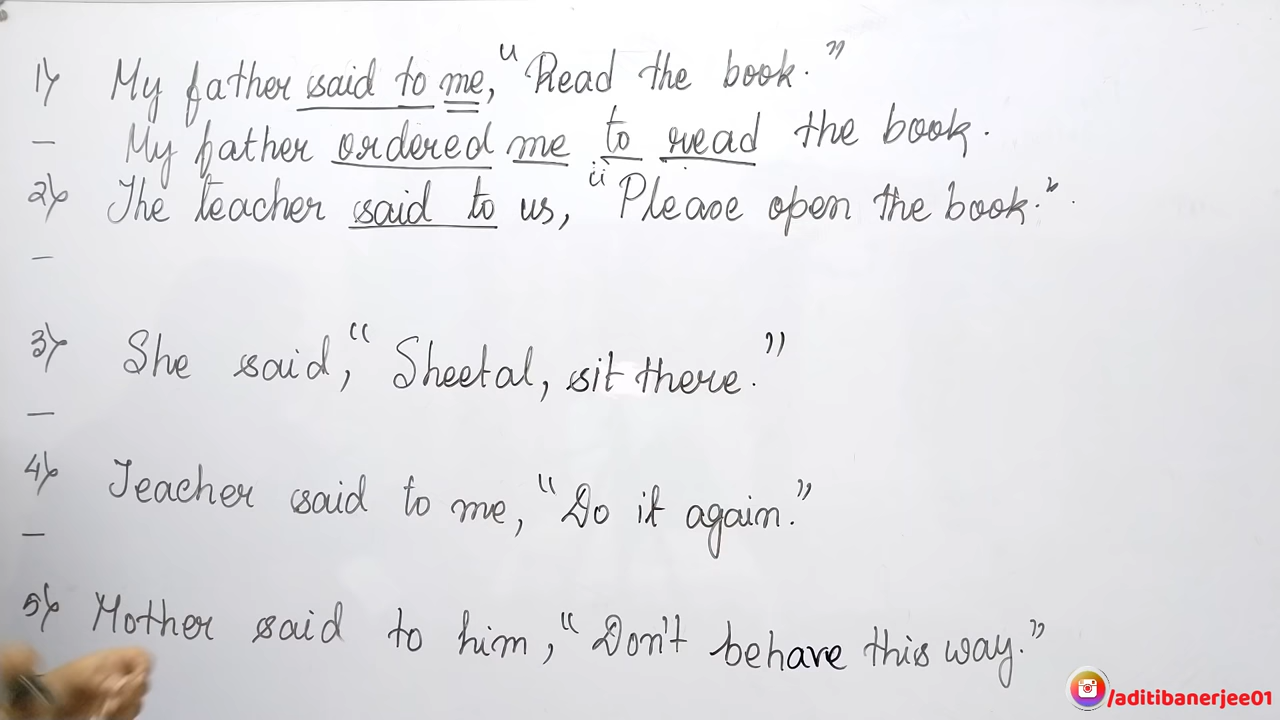 1) My father said to me, "Read the book."
— My father ordered me to read the book.
2) The teacher said to us, "Please open the book."
—
3) She said, "Sheetal, sit there."
—
4) Teacher said to me, "Do it again."
—
5) Mother said to him, "Don't behave this way."
/aditibanerjee01